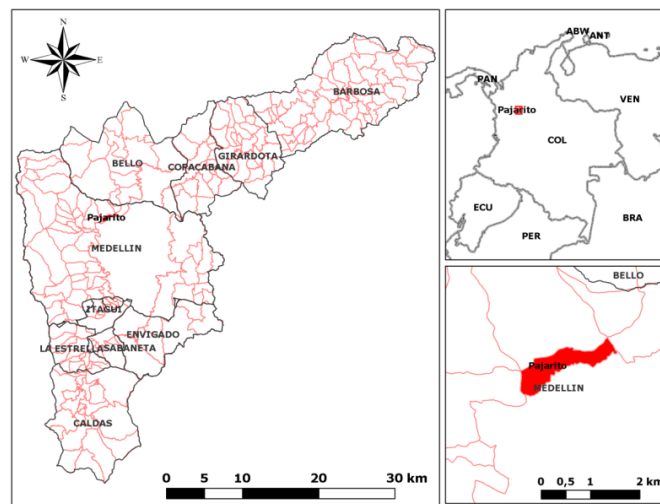 N
W E
S
BARBOSA
BELLO
GIRARDOTA
COPACABANA
Pajarito
MEDELLIN
ITAGUI
ENVIGADO
LA ESTRELLA SABANETA
CALDAS
0 10 20 30 km
ABW ANT
PAN
VEN
Pajarito
COL
ECU
BRA
PER
BELLO
Pajarito
MEDELLIN
0 0,5 1 2 km